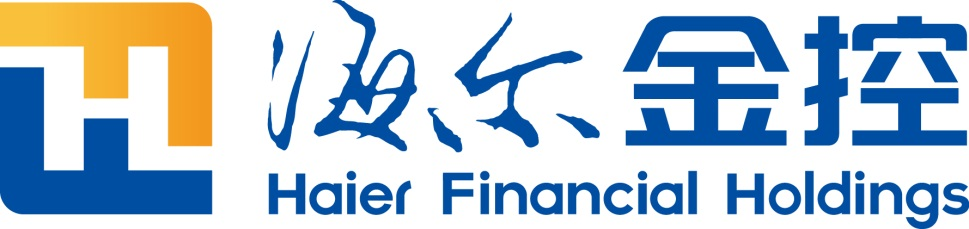 海尔金控
Haier Financial Holdings